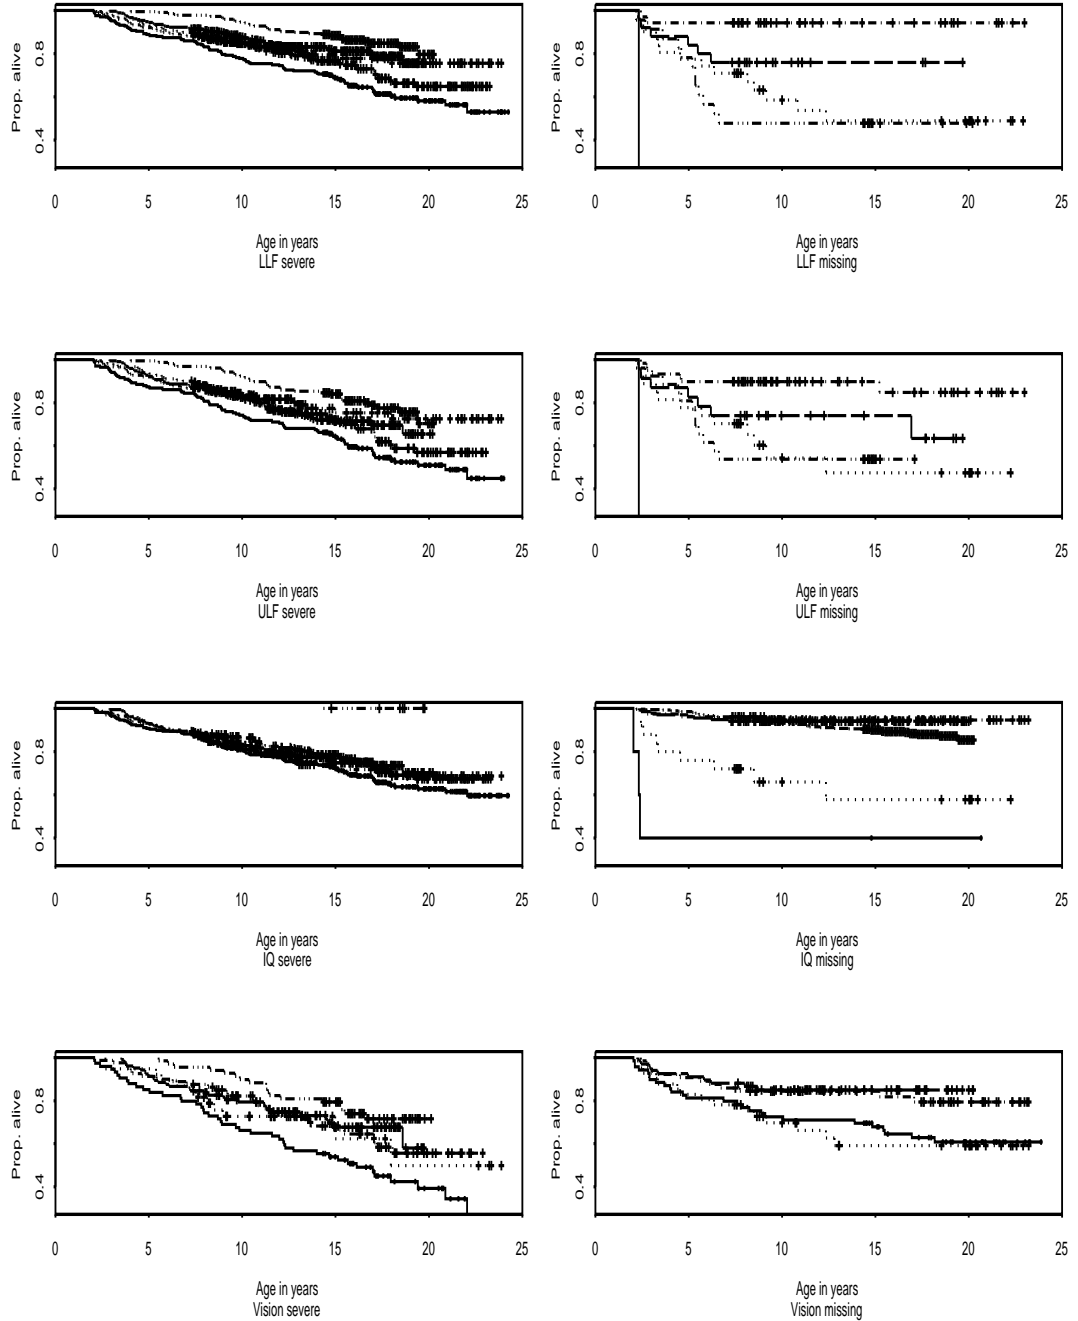 Prop. alive
0.8
0.4
0 5 10 15 20 25
Age in years
LLF severe
Prop. alive
0.8
0.4
0 5 10 15 20 25
Age in years
LLF missing
Prop. alive
0.8
0.4
0 5 10 15 20 25
Age in years
ULF severe
Prop. alive
0.8
0.4
0 5 10 15 20 25
Age in years
ULF missing
Prop. alive
0.8
0.4
0 5 10 15 20 25
Age in years
IQ severe
Prop. alive
0.8
0.4
0 5 10 15 20 25
Age in years
IQ missing
Prop. alive
0.8
0.4
0 5 10 15 20 25
Age in years
Vision severe
Prop. alive
0.8
0.4
0 5 10 15 20 25
Age in years
Vision missing